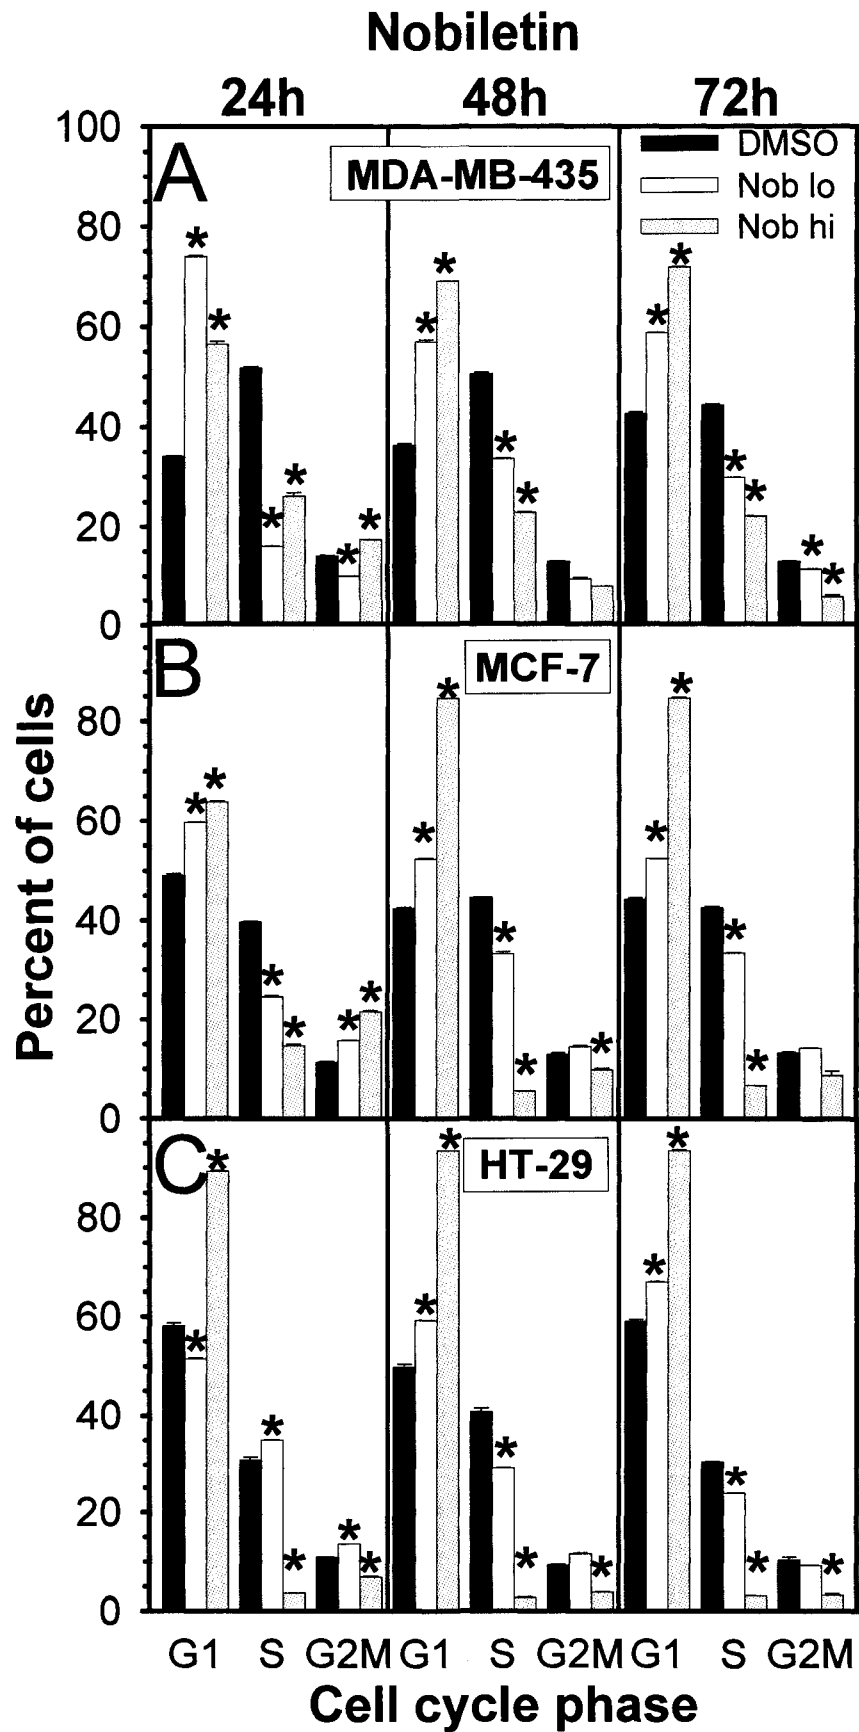 Nobiletin
24h 48h 72h
100
A
MDA-MB-435
DMSO
Nob lo
Nob hi
80
60
40
20
0
B
MCF-7
80
60
40
20
0
C
HT-29
80
60
40
20
0
Percent of cells
G1 S G2M G1 S G2M G1 S G2M
Cell cycle phase